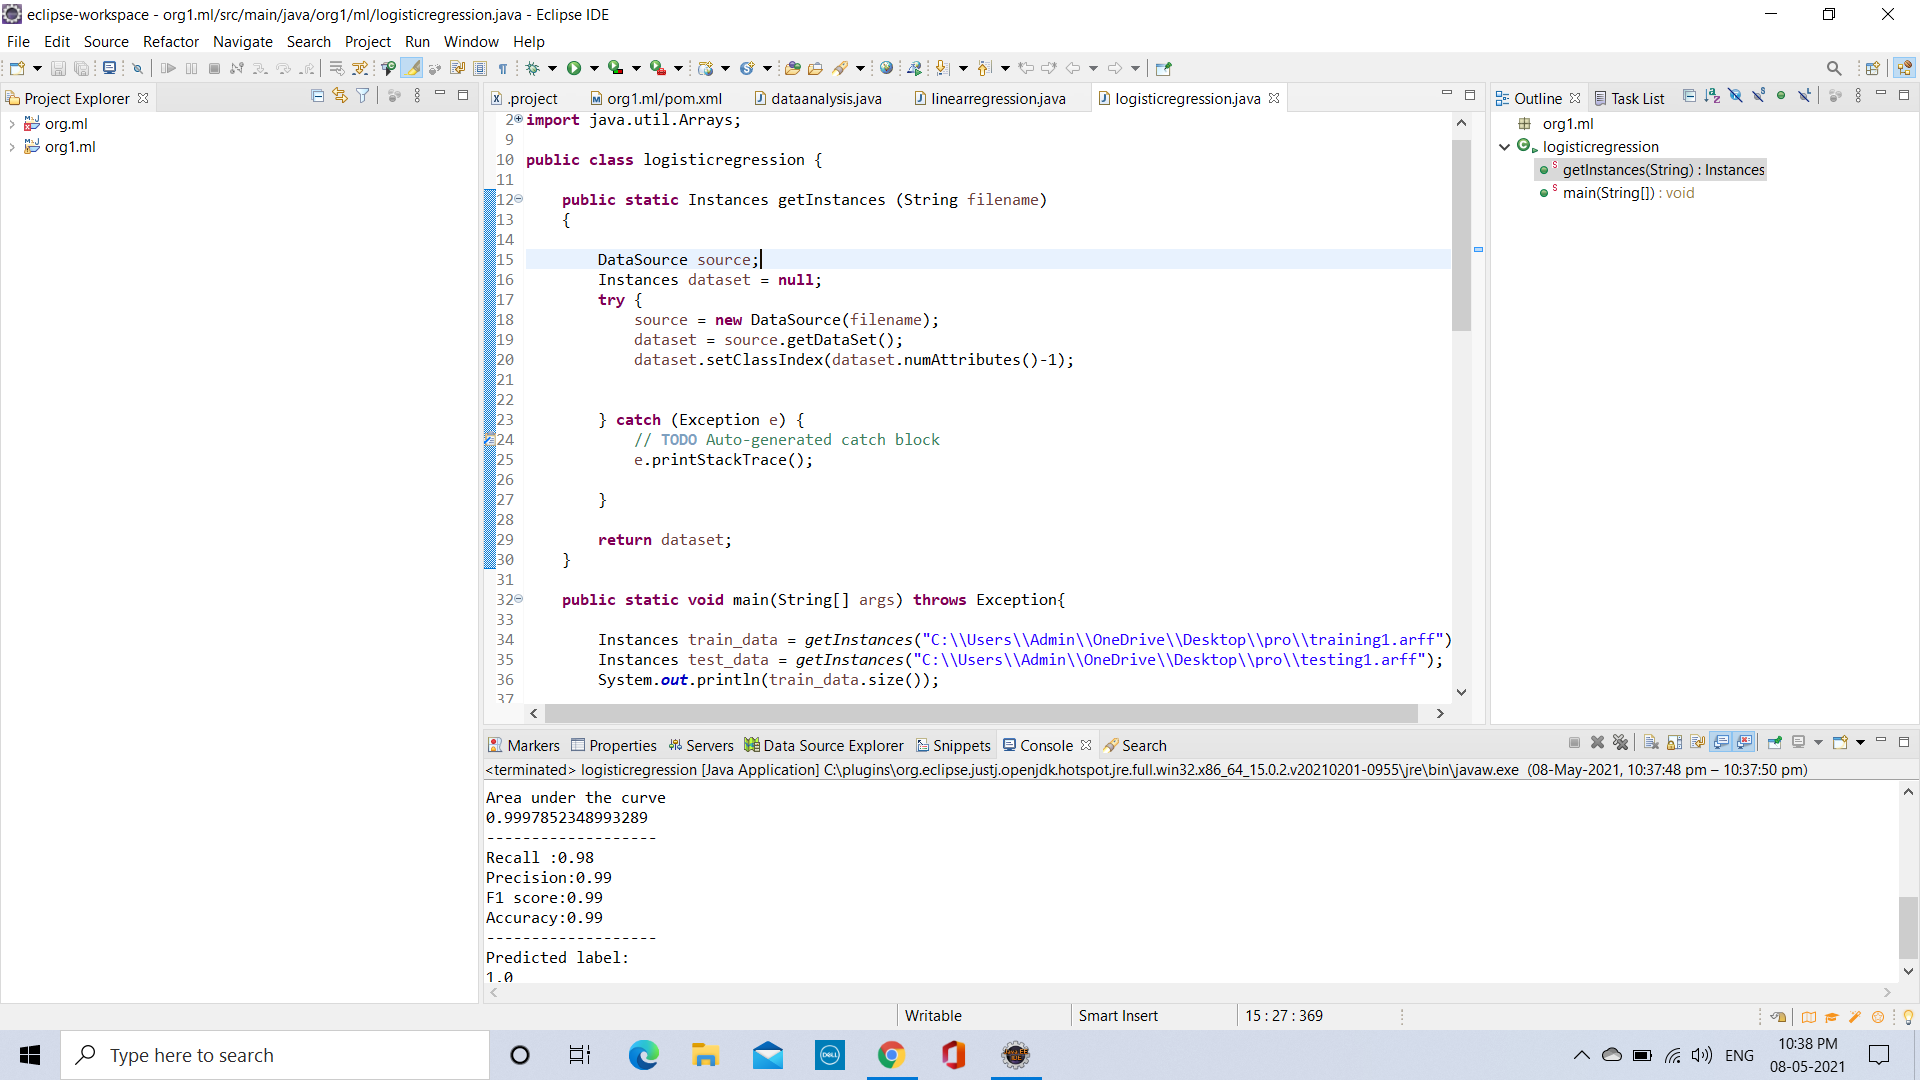 eclipse-workspace - org1.ml/src/main/java/org1/ml/logisticregression.java - Eclipse IDE
File Edit Source Refactor Navigate Search Project Run Window Help
Project Explorer
org.ml
org1.ml
.project
org1.ml/pom.xml
dataanalysis.java
linearregression.java
logisticregression.java
2 import java.util.Arrays;
9
10 public class logisticregression {
11
12 public static Instances getInstances (String filename)
13 {
14
15 DataSource source;
16 Instances dataset = null;
17 try {
18 source = new DataSource(filename);
19 dataset = source.getDataSet();
20 dataset.setClassIndex(dataset.numAttributes()-1);
21
22
23 } catch (Exception e) {
24 // TODO Auto-generated catch block
25 e.printStackTrace();
26
27 }
28
29 return dataset;
30 }
31
32 public static void main(String[] args) throws Exception{
33
34 Instances train_data = getInstances("C:\\Users\\Admin\\OneDrive\\Desktop\\pro\\training1.arff")
35 Instances test_data = getInstances("C:\\Users\\Admin\\OneDrive\\Desktop\\pro\\testing1.arff");
36 System.out.println(train_data.size());
37
Outline
Task List
org1.ml
logisticregression
getInstances(String) : Instances
main(String[]) : void
Markers Properties Servers Data Source Explorer Snippets Console Search
<terminated> logisticregression [Java Application] C:\plugins\org.eclipse.justj.openjdk.hotspot.jre.full.win32.x86_64_15.0.2.v20210201-0955\jre\bin\javaw.exe (08-May-2021, 10:37:48 pm – 10:37:50 pm)
Area under the curve
0.9997852348993289
-------------------
Recall :0.98
Precision:0.99
F1 score:0.99
Accuracy:0.99
-------------------
Predicted label:
1.0
Writable
Smart Insert
15 : 27 : 369
Type here to search
DELL
ENG
10:38 PM
08-05-2021